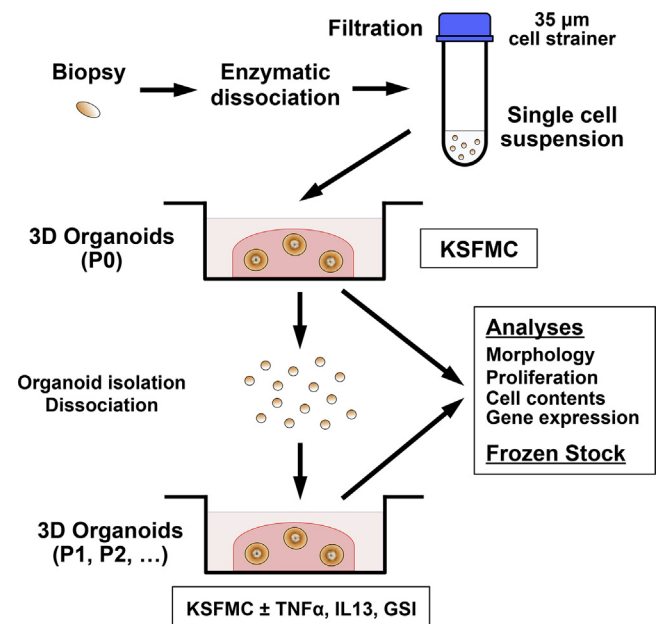 Filtration
35 µm
cell strainer
Biopsy
Enzymatic
dissociation
Single cell
suspension
3D Organoids
(P0)
KSFMC
Analyses
Morphology
Proliferation
Cell contents
Gene expression
Frozen Stock
Organoid isolation
Dissociation
3D Organoids
(P1, P2, …)
KSFMC ± TNFα, IL13, GSI